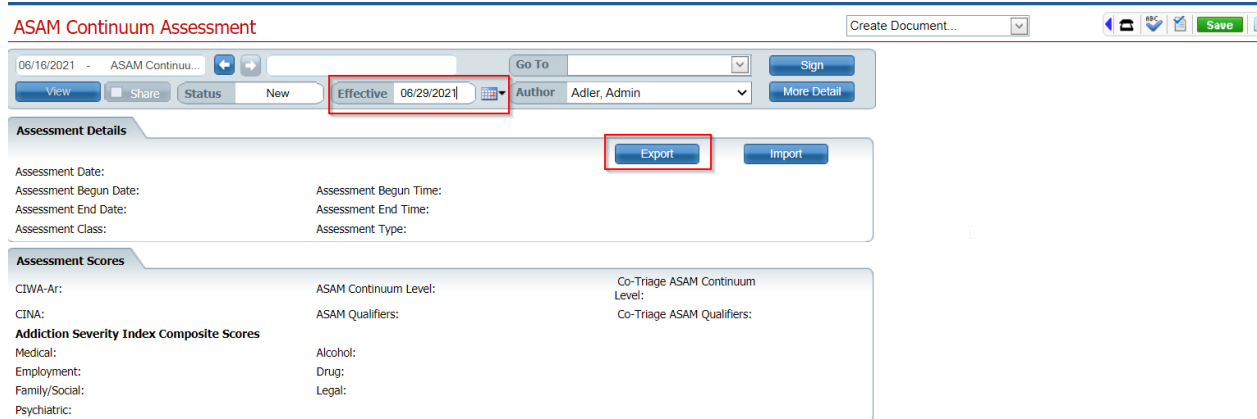 ASAM Continuum Assessment Create Document... ABC Save
06/16/2021 - ASAM Continuu... Go To Sign
View Share Status New Effective 06/29/2021 Author Adler, Admin More Detail
Assessment Details
Export Import
Assessment Date:
Assessment Begun Date: Assessment Begun Time:
Assessment End Date: Assessment End Time:
Assessment Class: Assessment Type:
Assessment Scores
CIWA-Ar: ASAM Continuum Level: Co-Triage ASAM Continuum
Level:
CINA: ASAM Qualifiers: Co-Triage ASAM Qualifiers:
Addiction Severity Index Composite Scores
Medical: Alcohol:
Employment: Drug:
Family/Social: Legal:
Psychiatric: